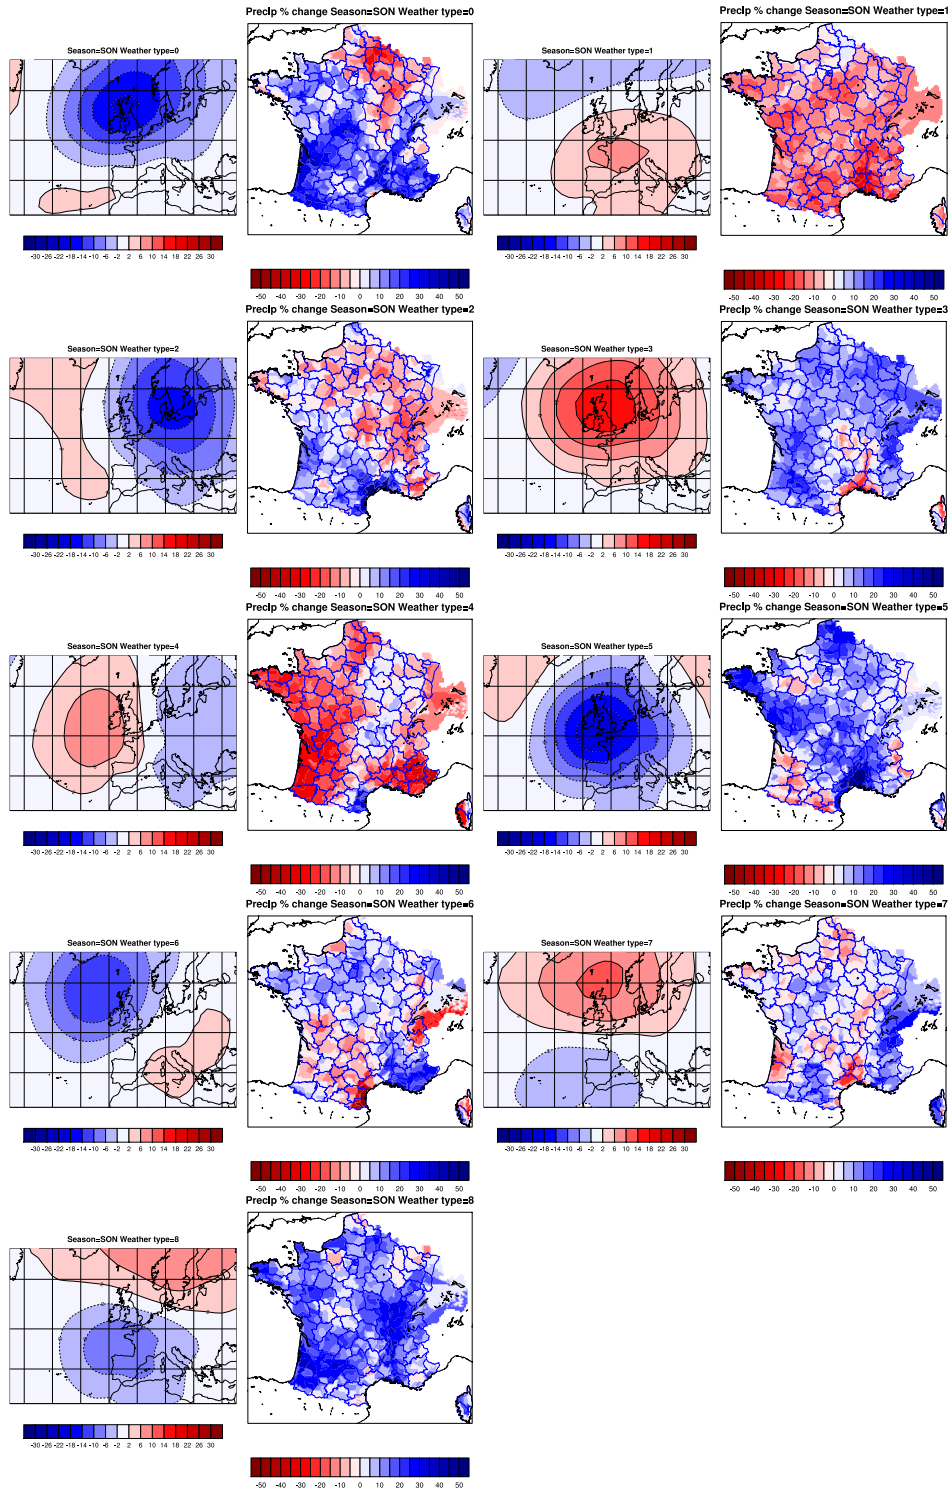 Precip % change Season=SON Weather type=0
Precip % change Season=SON Weather type=1
Season=SON Weather type=0
Season=SON Weather type=1
-30 -26 -22 -18 -14 -10 -6 -2 2 6 10 14 18 22 26 30
-30 -26 -22 -18 -14 -10 -6 -2 2 6 10 14 18 22 26 30
-50 -40 -30 -20 -10 0 10 20 30 40 50
-50 -40 -30 -20 -10 0 10 20 30 40 50
Precip % change Season=SON Weather type=2
Precip % change Season=SON Weather type=3
Season=SON Weather type=2
Season=SON Weather type=3
-30 -26 -22 -18 -14 -10 -6 -2 2 6 10 14 18 22 26 30
-30 -26 -22 -18 -14 -10 -6 -2 2 6 10 14 18 22 26 30
-50 -40 -30 -20 -10 0 10 20 30 40 50
-50 -40 -30 -20 -10 0 10 20 30 40 50
Precip % change Season=SON Weather type=4
Precip % change Season=SON Weather type=5
Season=SON Weather type=4
Season=SON Weather type=5
-30 -26 -22 -18 -14 -10 -6 -2 2 6 10 14 18 22 26 30
-30 -26 -22 -18 -14 -10 -6 -2 2 6 10 14 18 22 26 30
-50 -40 -30 -20 -10 0 10 20 30 40 50
-50 -40 -30 -20 -10 0 10 20 30 40 50
Precip % change Season=SON Weather type=6
Precip % change Season=SON Weather type=7
Season=SON Weather type=6
Season=SON Weather type=7
-30 -26 -22 -18 -14 -10 -6 -2 2 6 10 14 18 22 26 30
-30 -26 -22 -18 -14 -10 -6 -2 2 6 10 14 18 22 26 30
-50 -40 -30 -20 -10 0 10 20 30 40 50
-50 -40 -30 -20 -10 0 10 20 30 40 50
Precip % change Season=SON Weather type=8
Season=SON Weather type=8
-30 -26 -22 -18 -14 -10 -6 -2 2 6 10 14 18 22 26 30
-50 -40 -30 -20 -10 0 10 20 30 40 50